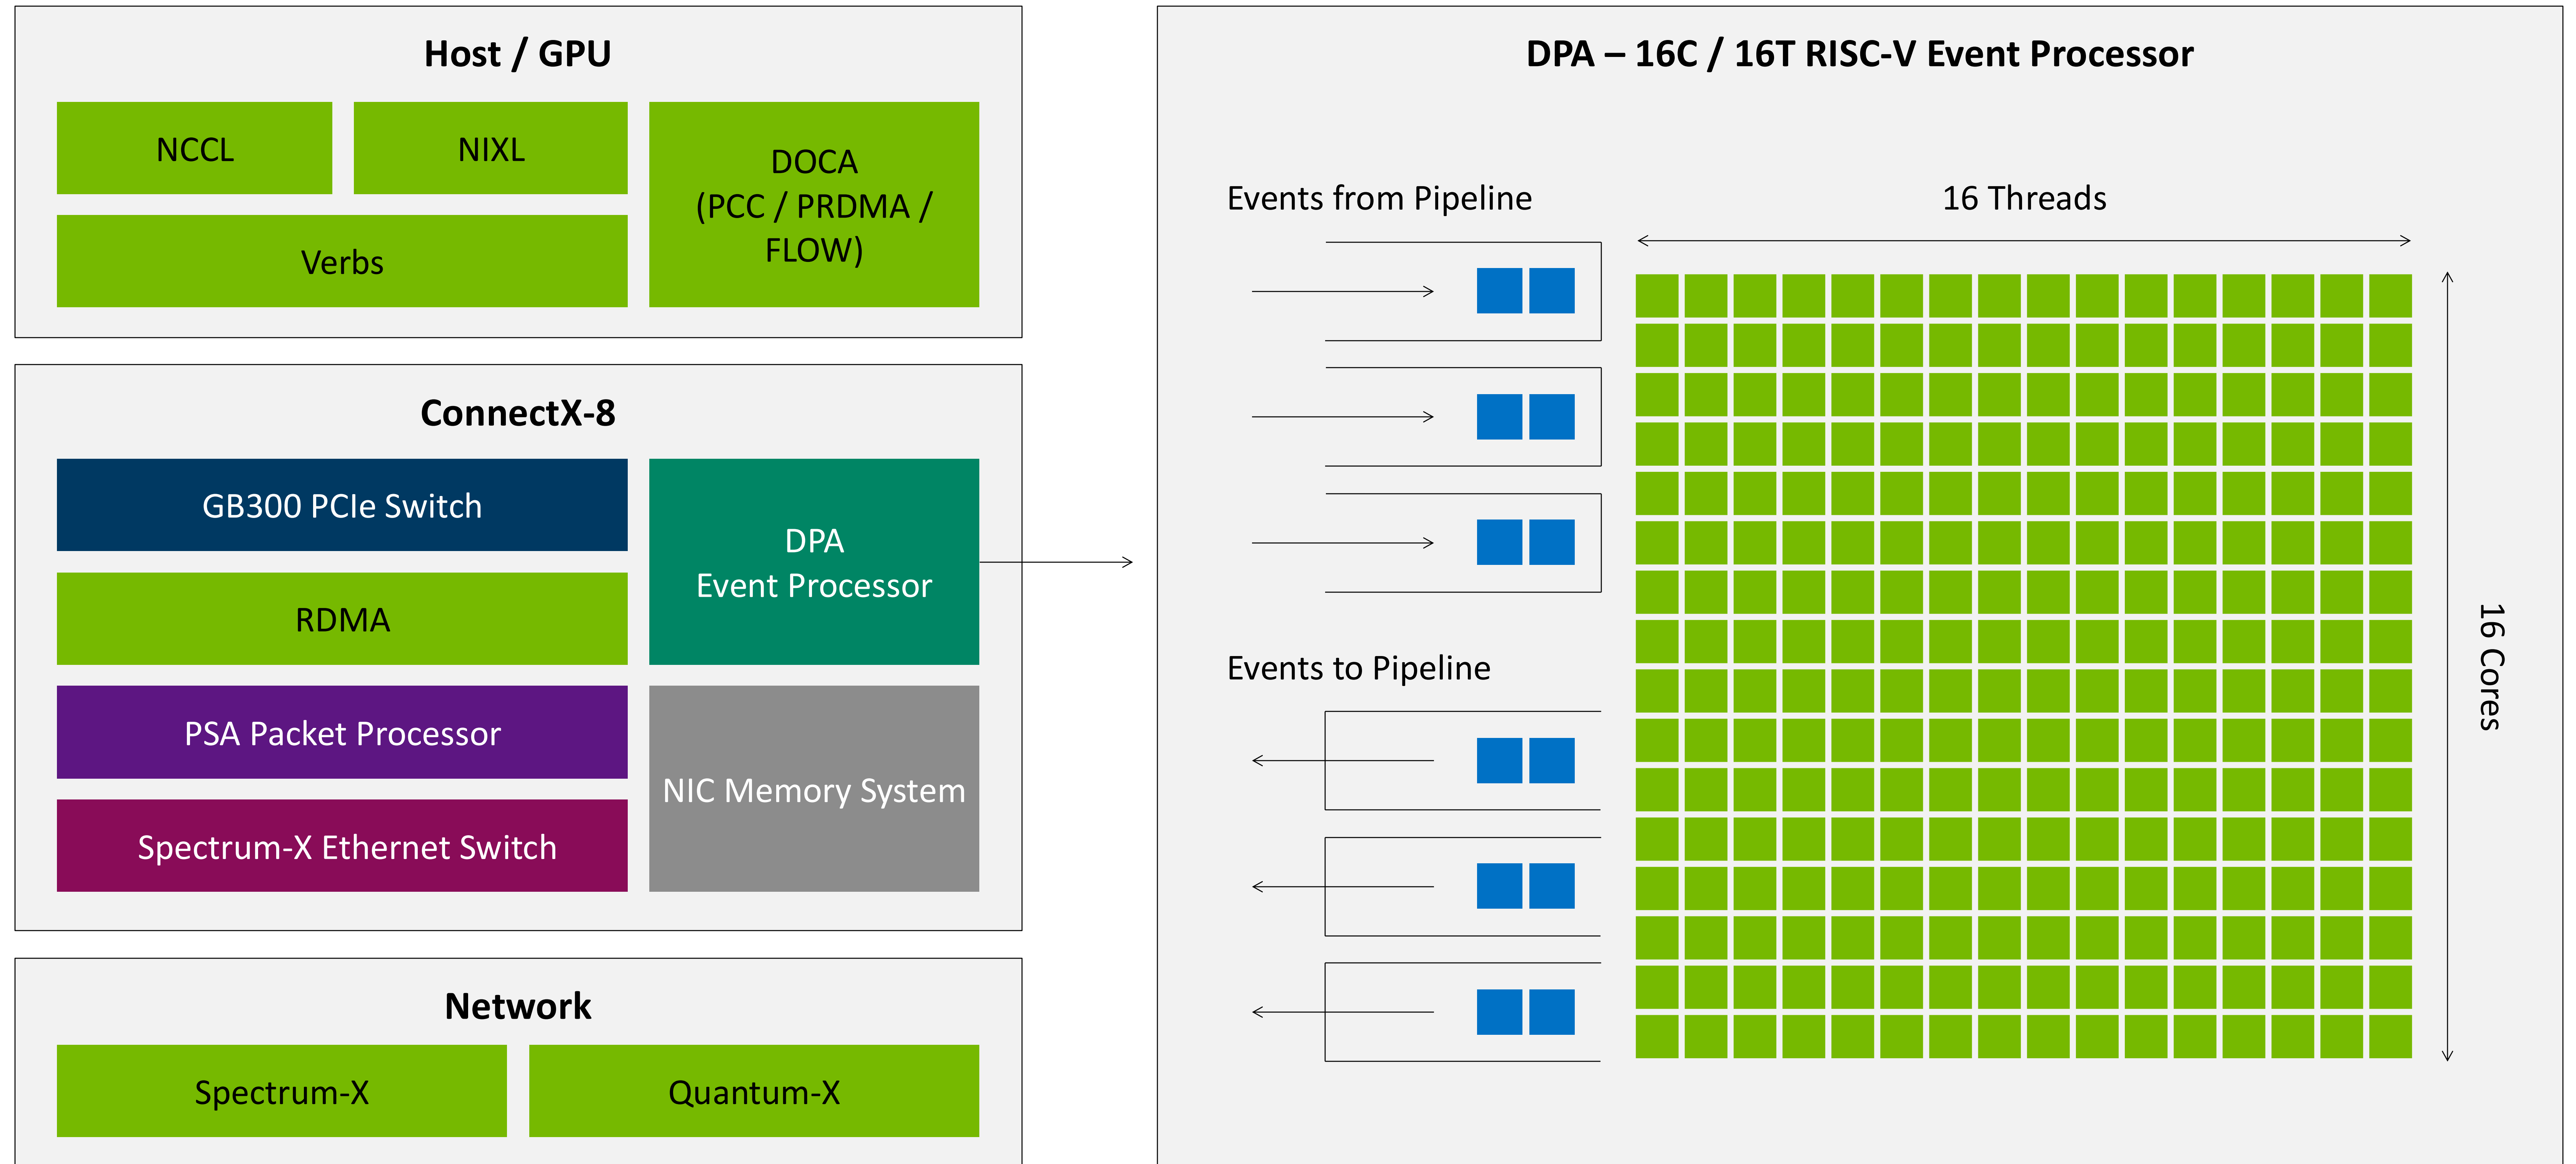 Host / GPU
NCCL
NIXL
DOCA
(PCC / PRDMA /
FLOW)
Verbs
ConnectX-8
GB300 PCIe Switch
DPA
Event Processor
RDMA
PSA Packet Processor
NIC Memory System
Spectrum-X Ethernet Switch
Network
Spectrum-X
Quantum-X
DPA – 16C / 16T RISC-V Event Processor
Events from Pipeline
16 Threads
16 Cores
Events to Pipeline